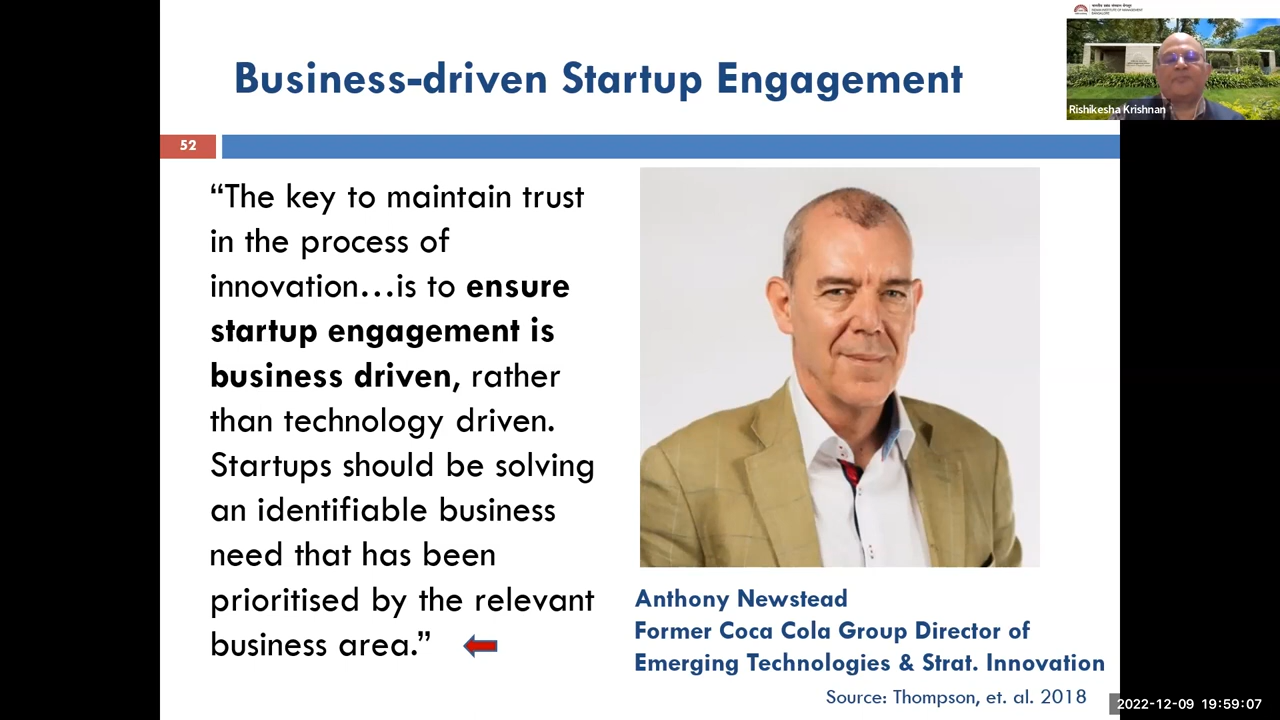 Business-driven Startup Engagement
Rishikesha Krishnan
52
“The key to maintain trust
in the process of
innovation…is to ensure
startup engagement is
business driven, rather
than technology driven.
Startups should be solving
an identifiable business
need that has been
prioritised by the relevant
business area.”
Anthony Newstead
Former Coca Cola Group Director of
Emerging Technologies & Strat. Innovation
Source: Thompson, et. al. 2018
2022-12-09 19:59:07